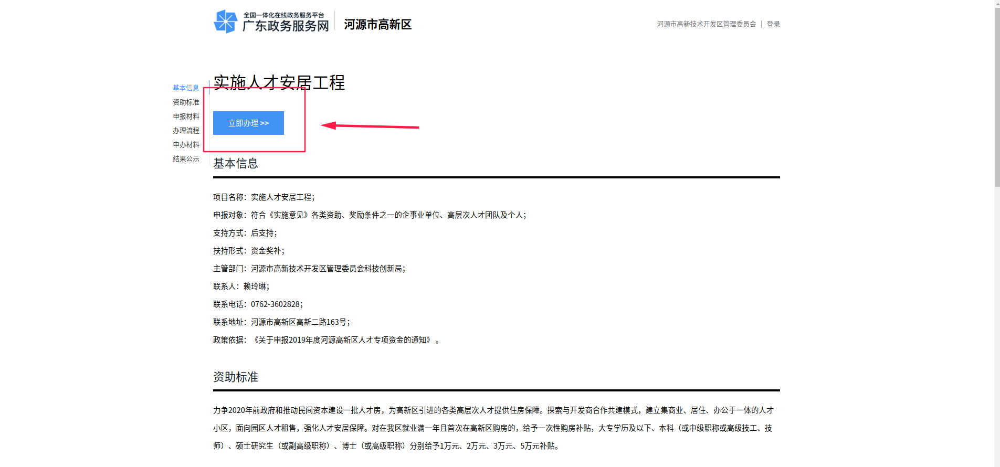 全国一体化在线政务服务平台
广东政务服务网
河源市高新区
河源市高新技术开发区管理委员会 | 登录
实施人才安居工程
基本信息
资助标准
申报材料
办理流程
申办材料
结果公示
立即办理 >>
基本信息
项目名称：实施人才安居工程；
申报对象：符合《实施意见》各类资助、奖励条件之一的企事业单位、高层次人才团队及个人；
支持方式：后支持；
扶持形式：资金奖补；
主管部门：河源市高新技术开发区管理委员会科技创新局；
联系人：赖玲琳；
联系电话：0762-3602828；
联系地址：河源市高新区高新二路163号；
政策依据：《关于申报2019年度河源高新区人才专项资金的通知》 。
资助标准
力争2020年前政府和推动民间资本建设一批人才房，为高新区引进的各类高层次人才提供住房保障。探索与开发商合作共建模式，建立集商业、居住、办公于一体的人才
小区，面向园区人才租售，强化人才安居保障。对在我区就业满一年且首次在高新区购房的，给予一次性购房补贴，大专学历及以下、本科（或中级职称或高级技工、技
师）、硕士研究生（或副高级职称）、博士（或高级职称）分别给予1万元、2万元、3万元、5万元补贴。